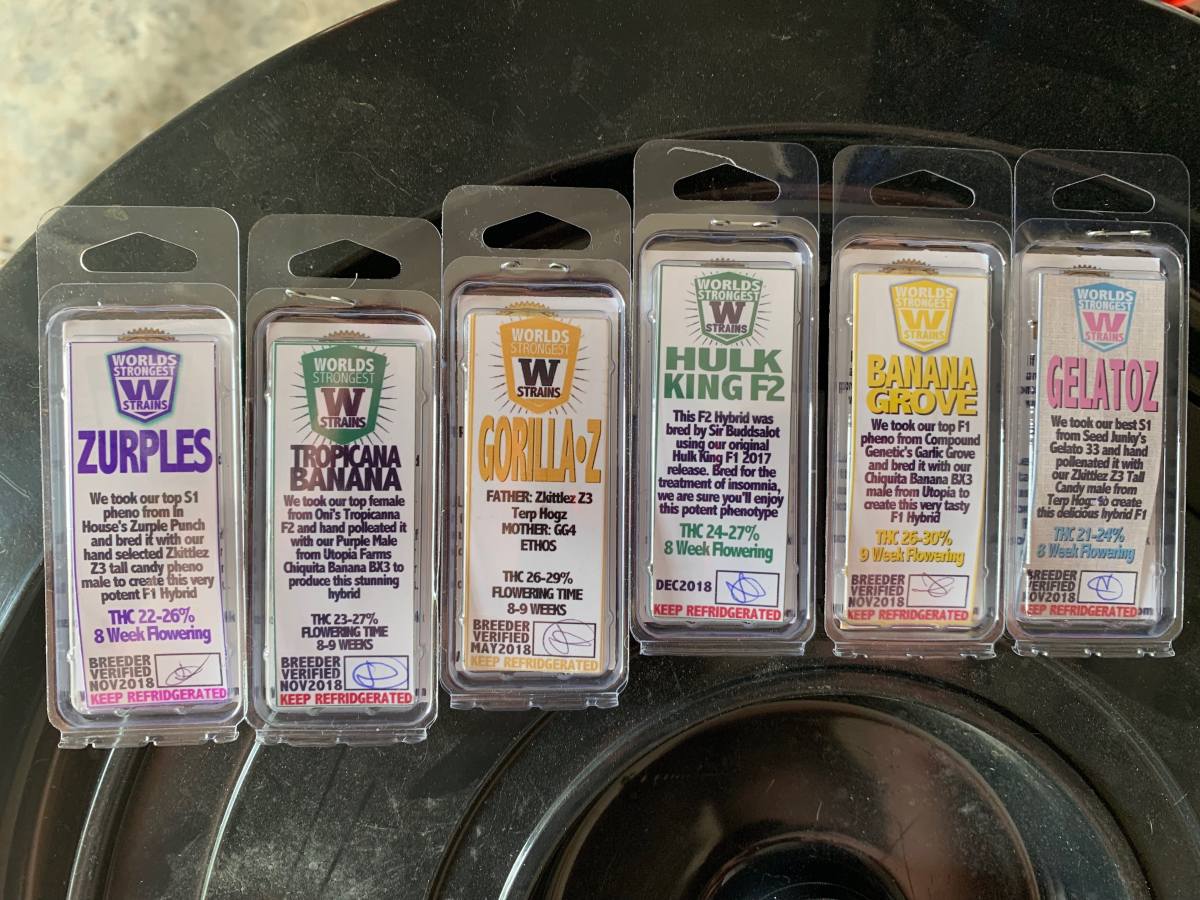 WORLDS
STRONGEST
W
STRAINS
ZURPLES
We took our top S1
pheno from In
House's Zurple Punch
and bred it with our
hand selected Zkittlez
Z3 tall candy pheno
male to create this very
potent F1 Hybrid
THC 22-26%
8 Week Flowering
BREEDER
VERIFIED
NOV2018
KEEP REFRIDGERATED
WORLDS
STRONGEST
W
STRAINS
TROPICANA
BANANA
We took our top female
from Oni's Tropicanna
F2 and hand polleated it
with our Purple Male
from Utopia Farms
Chiquita Banana BX3 to
produce this stunning
hybrid
THC 23-27%
FLOWERING TIME
8-9 WEEKS
BREEDER
VERIFIED
NOV2018
KEEP REFRIDGERATED
WORLDS
STRONGEST
W
STRAINS
GORILLA•Z
FATHER: Zkittlez Z3
Terp Hogz
MOTHER: GG4
ETHOS
THC 26-29%
FLOWERING TIME
8-9 WEEKS
BREEDER
VERIFIED
MAY2018
KEEP REFRIDGERATED
WORLDS
STRONGEST
W
STRAINS
HULK
KING F2
This F2 Hybrid was
bred by Sir Buddsalot
using our original
Hulk King F1 2017
release. Bred for the
treatment of insomnia,
we are sure you'll enjoy
this potent phenotype
THC 24-27%
8 Week Flowering
DEC2018
KEEP REFRIDGERATED
WORLDS
STRONGEST
W
STRAINS
BANANA
GROVE
We took our top F1
pheno from Compound
Genetic's Garlic Grove
and bred it with our
Chiquita Banana BX3
male from Utopia to
create this very tasty
F1 Hybrid
THC 26-30%
9 Week Flowering
BREEDER
VERIFIED
NOV2018
KEEP REFRIDGERATED
WORLDS
STRONGEST
W
STRAINS
GELATOZ
We took our best S1
from Seed Junky's
Gelato 33 and hand
pollenated it with
our Zkittlez Z3 Tall
Candy male from
Terp Hogz to create
this delicious hybrid F1
THC 21-24%
8 Week Flowering
BREEDER
VERIFIED
NOV2018
KEEP REFRIDGERATED